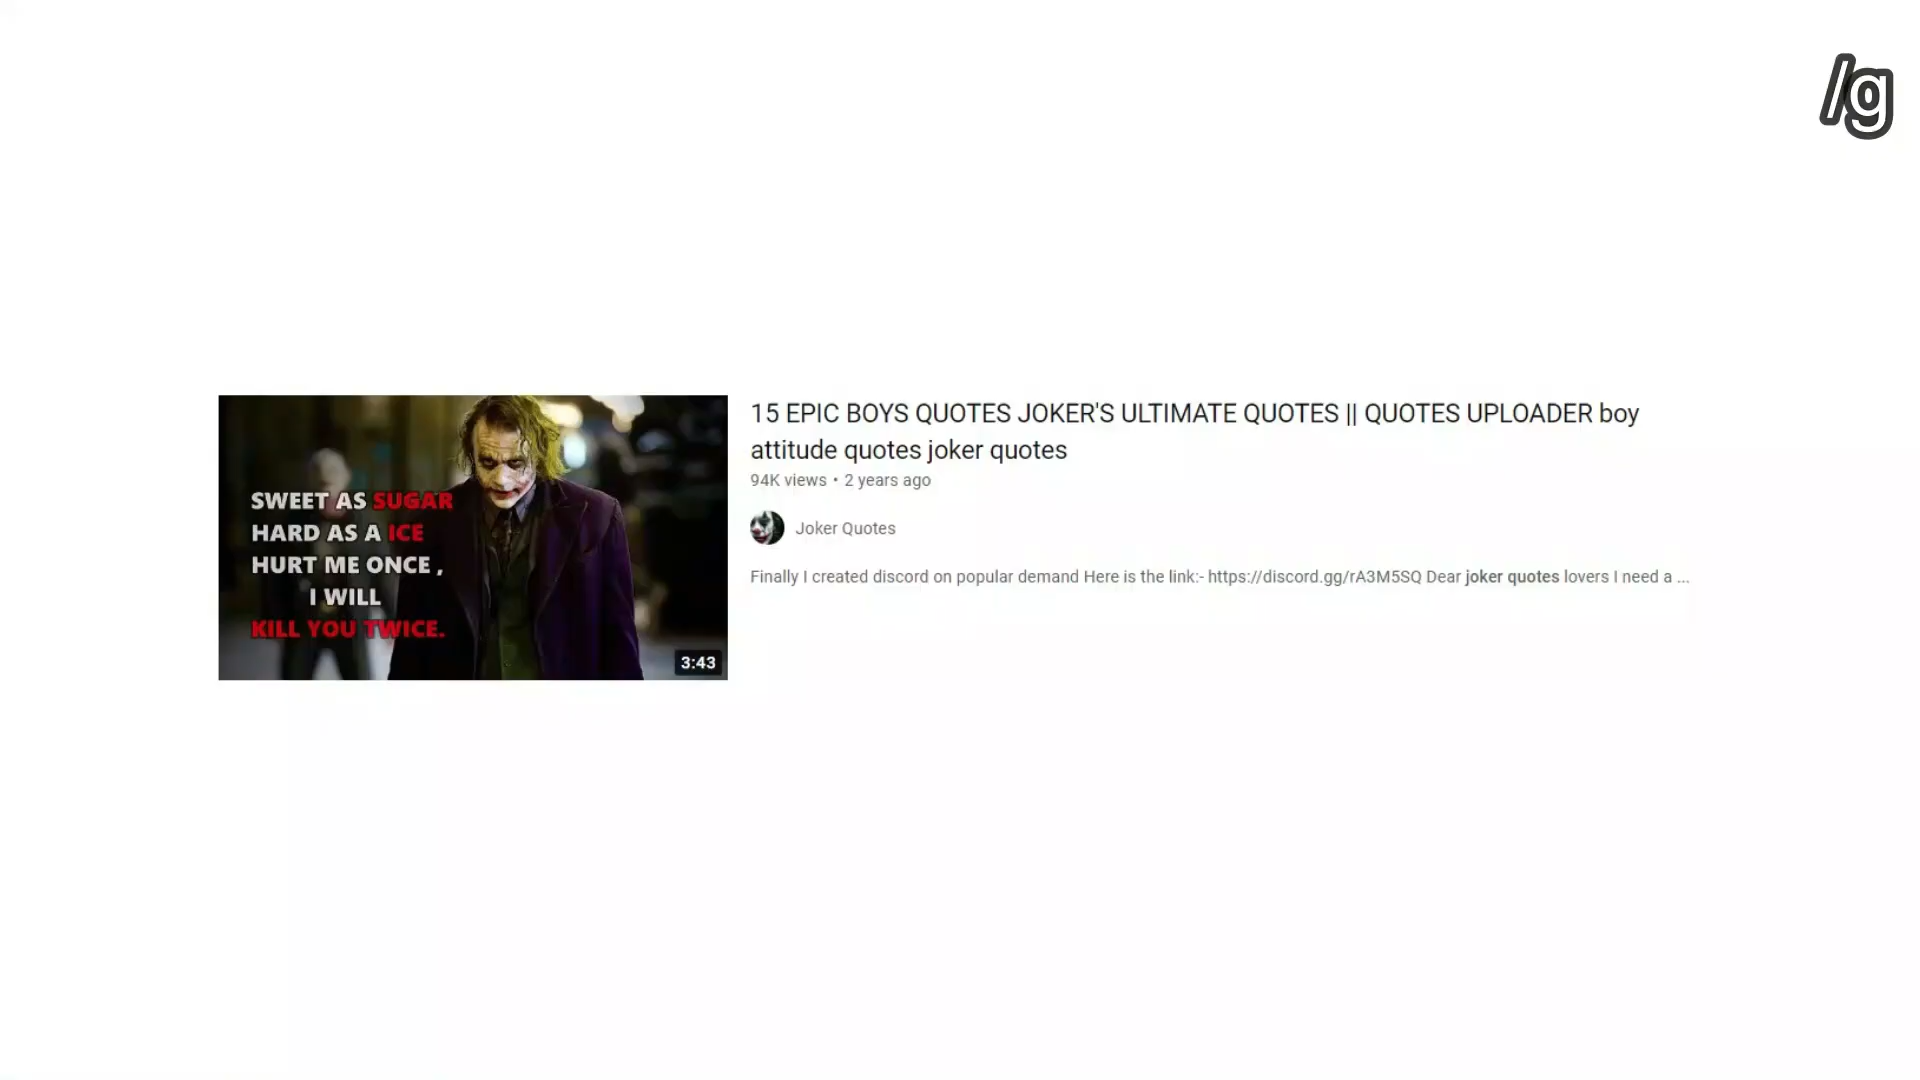 /g
SWEET AS SUGAR
HARD AS A ICE
HURT ME ONCE ,
I WILL
KILL YOU TWICE.
3:43
15 EPIC BOYS QUOTES JOKER'S ULTIMATE QUOTES || QUOTES UPLOADER boy
attitude quotes joker quotes
94K views • 2 years ago
Joker Quotes
Finally I created discord on popular demand Here is the link:- https://discord.gg/rA3M5SQ Dear joker quotes lovers I need a ...